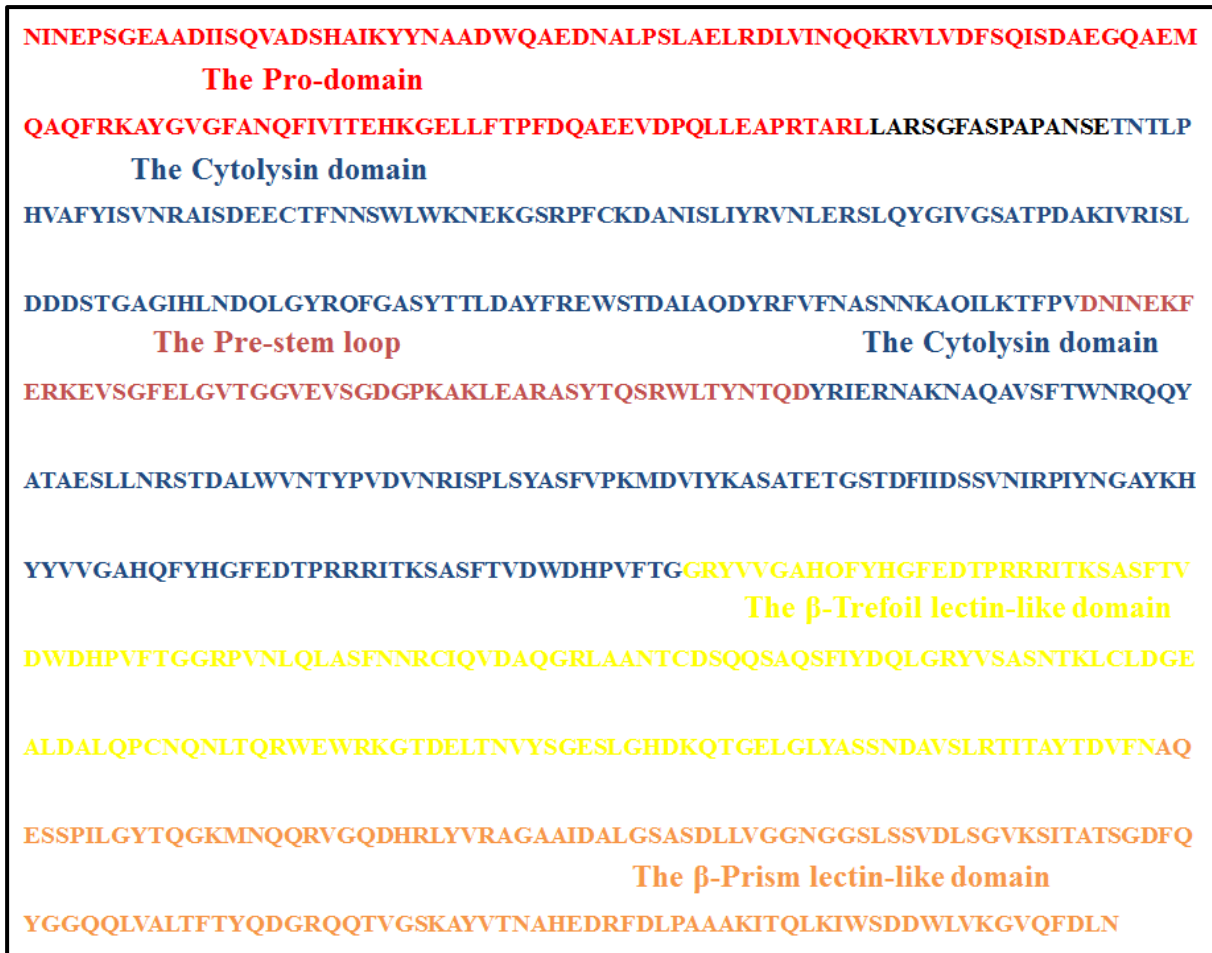 NINEPSGEAADIISQVADSHAIKYYNAADWQAEDNALPSLAELRDLVINQQKRVLVDFSQISDAEGQAEM
The Pro-domain
QAQFRKAYGVGFANQFIVITEHKGELLFTPFDQAEEVDPQLLEAPRTARLLARSGFASPAPANSETNTLP
The Cytolysin domain
HVAFYISVNRAISDEECTFNNSWLWKNEKGSRPFCKDANISLIYRVNLERSLQYGIVGSATPDAKIVRISL
DDDSTGAGIHLNDQLGYRQFGASYTTLDAYFREWSTDAIAQDYRFVFNASNNKAQILKTFPVDNINEKF
The Pre-stem loop The Cytolysin domain
ERKEVSGFELGVTGGVEVSGDGPKAKLEARASYTQSRWLTYNTQDYRIERNAKNAQAVSFTWNRQQY
ATAESLLNRSTDALWVNTYPVDVNRISPLSYASFVPKMDVIYKASATETGSTDFIIDSSVNIRPIYNGAYKH
YYVVGAHQFYHGFEDTPRRRITKSASFTVDWDHPVFTGGRYVVGAHQFYHGFEDTPRRRITKSASFTV
The β-Trefoil lectin-like domain
DWDHPVFTGGRPVNLQLASFNNRCIQVDAQGRLAANTCDSQQSAQSFIYDQLGRYVSASNTKLCLDGE
ALDALQPCNQNLTQRWEWRKGTDELTNVYSGESLGHDKQTGELGLYASSNDAVSLRTITAYTDVFNAQ
ESSPILGYTQGKMNQQRVGQDHRLYVRAGAAIDALGSASDLLVGGNGGSLSSVDLSGVKSITATSGDFQ
The β-Prism lectin-like domain
YGGQQLVALTFTYQDGRQQTVGSKAYVTNAHEDRFDLPAAAKITQLKIWSDDWLVKGVQFDLN